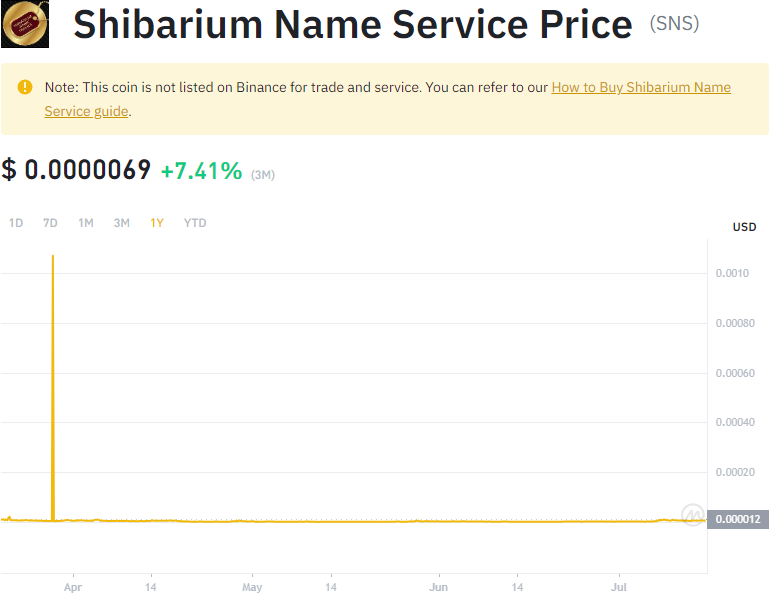 Shibarium Name Service Price (SNS)
Note: This coin is not listed on Binance for trade and service. You can refer to our How to Buy Shibarium Name
Service guide.
$ 0.0000069 +7.41% (3M)
1D 7D 1M 3M 1Y YTD
USD
0.0010
0.00080
0.00060
0.00040
0.00020
0.000012
Apr 14 May 14 Jun 14 Jul